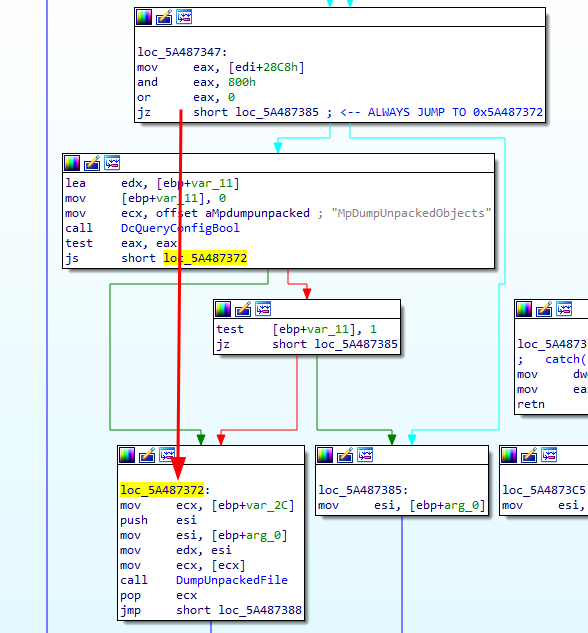 loc_5A487347:
mov eax, [edi+28C8h]
and eax, 800h
or eax, 0
jz short loc_5A487385 ; <-- ALWAYS JUMP TO 0x5A487372
lea edx, [ebp+var_11]
mov [ebp+var_11], 0
mov ecx, offset aMpdumpunpacked ; "MpDumpUnpackedObjects"
call DcQueryConfigBool
test eax, eax
js short loc_5A487372
test [ebp+var_11], 1
jz short loc_5A487385
loc_5A4873
; catch(
mov dw
mov ea
retn
loc_5A487372:
mov ecx, [ebp+var_2C]
push esi
mov esi, [ebp+arg_0]
mov edx, esi
mov ecx, [ecx]
call DumpUnpackedFile
pop ecx
jmp short loc_5A487388
loc_5A487385:
mov esi, [ebp+arg_0]
loc_5A4873C5
mov esi,